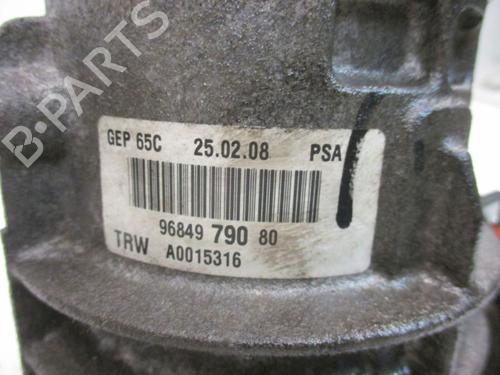 B-PARTS
GEP 65C 25.02.08 PSA
96849 790 80
TRW A0015316